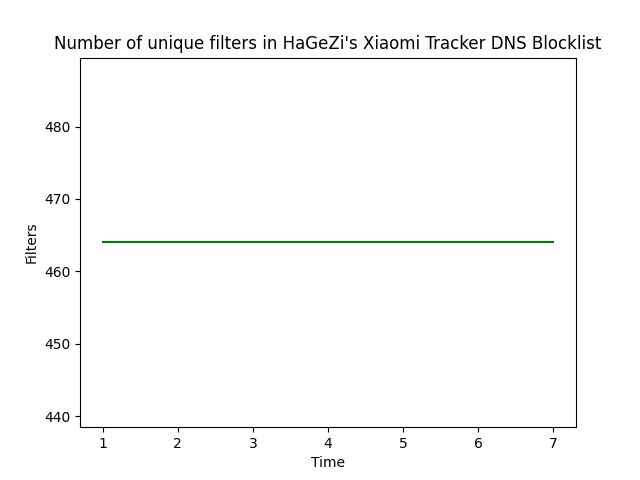 Number of unique filters in HaGeZi's Xiaomi Tracker DNS Blocklist
480
470
460
450
440
Filters
1 2 3 4 5 6 7
Time